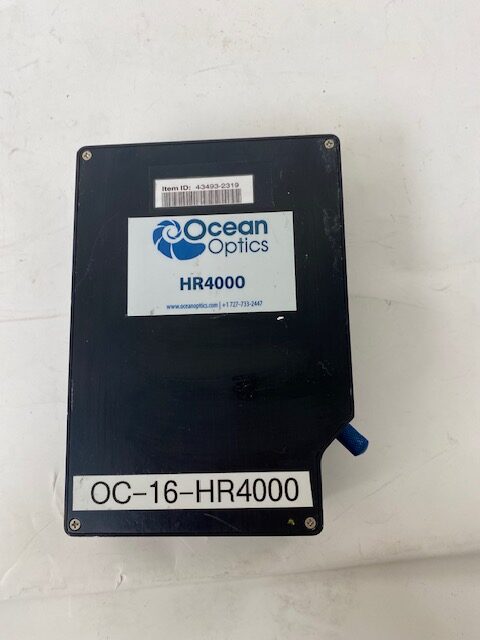 Item ID: 43493-2319
Ocean
Optics
HR4000
www.oceanoptics.com | +1 727-733-2447
OC-16-HR4000